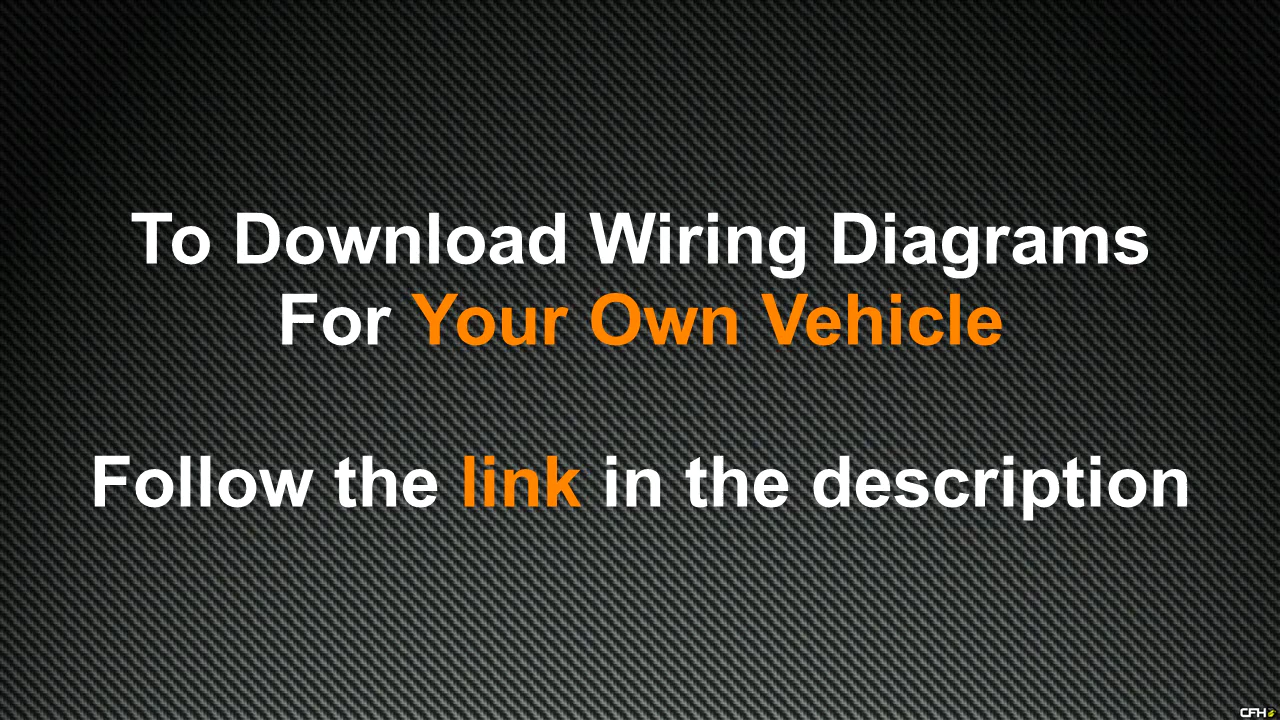 To Download Wiring Diagrams
For Your Own Vehicle
Follow the link in the description
CFH